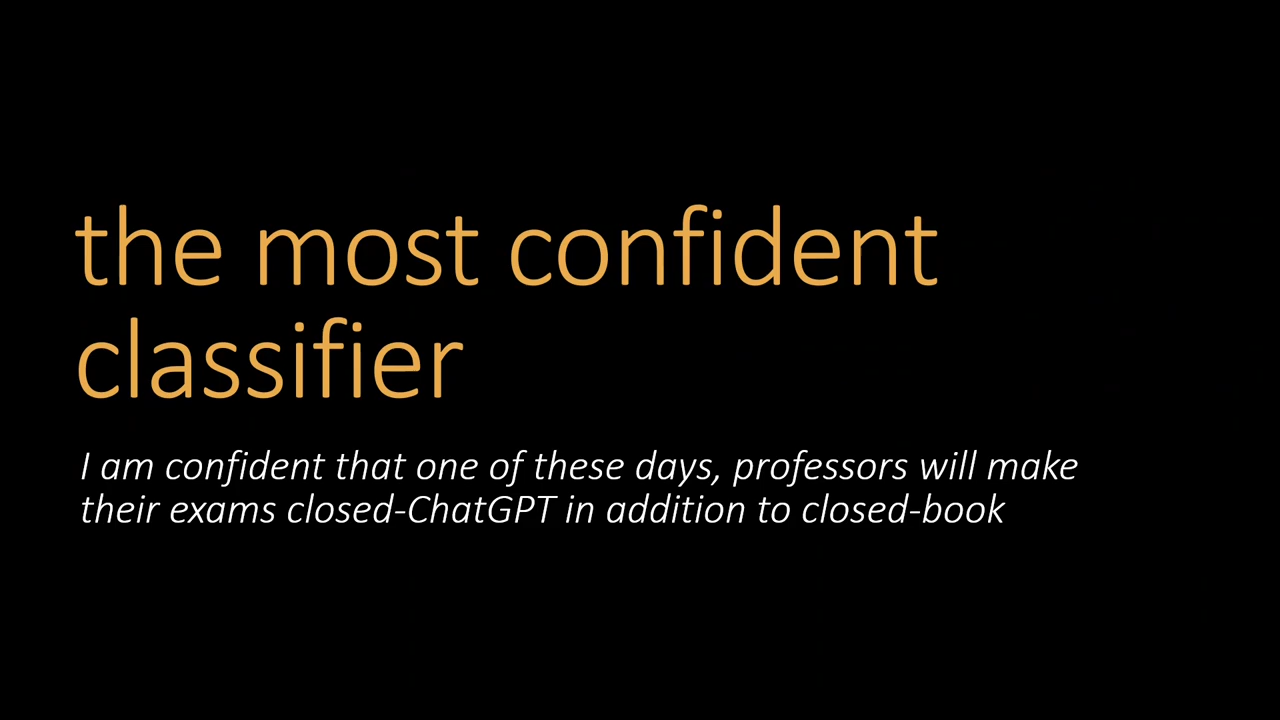 the most confident
classifier
I am confident that one of these days, professors will make
their exams closed-ChatGPT in addition to closed-book